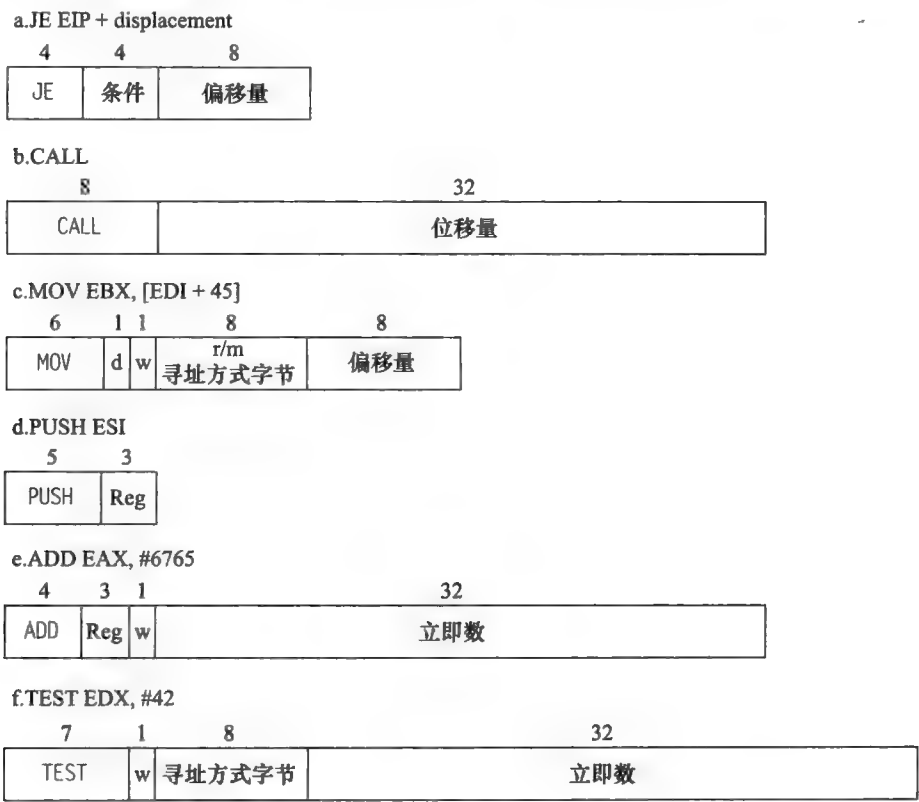 a.JE EIP + displacement
4 4 8
JE 条件 偏移量
b.CALL
8 32
CALL 位移量
c.MOV EBX, [EDI + 45]
6 1 1 8 8
MOV d w r/m 寻址方式字节 偏移量
d.PUSH ESI
5 3
PUSH Reg
e.ADD EAX, #6765
4 3 1 32
ADD Reg w 立即数
f.TEST EDX, #42
7 1 8 32
TEST w 寻址方式字节 立即数